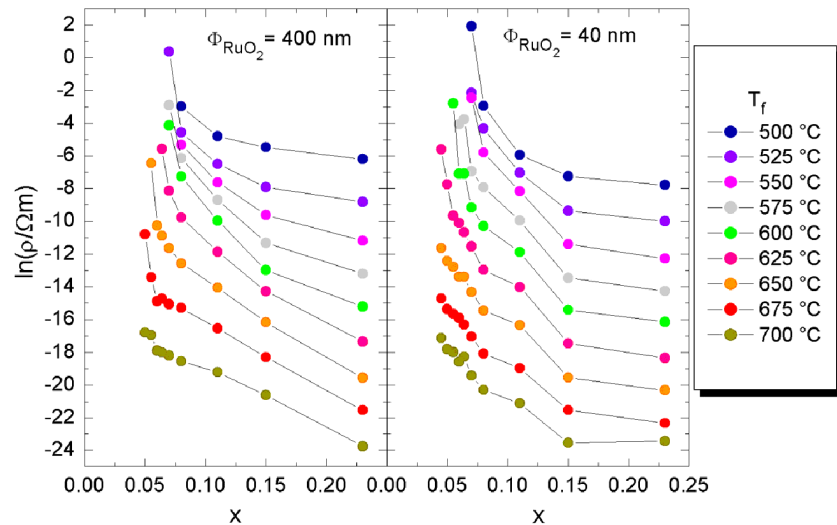 Φ_RuO₂ = 400 nm
Φ_RuO₂ = 40 nm
2
0
-2
-4
-6
-8
-10
-12
-14
-16
-18
-20
-22
-24
ln(ρ/Ωm)
0.00 0.05 0.10 0.15 0.20 0.00 0.05 0.10 0.15 0.20 0.25
x x
T_f
500 °C
525 °C
550 °C
575 °C
600 °C
625 °C
650 °C
675 °C
700 °C